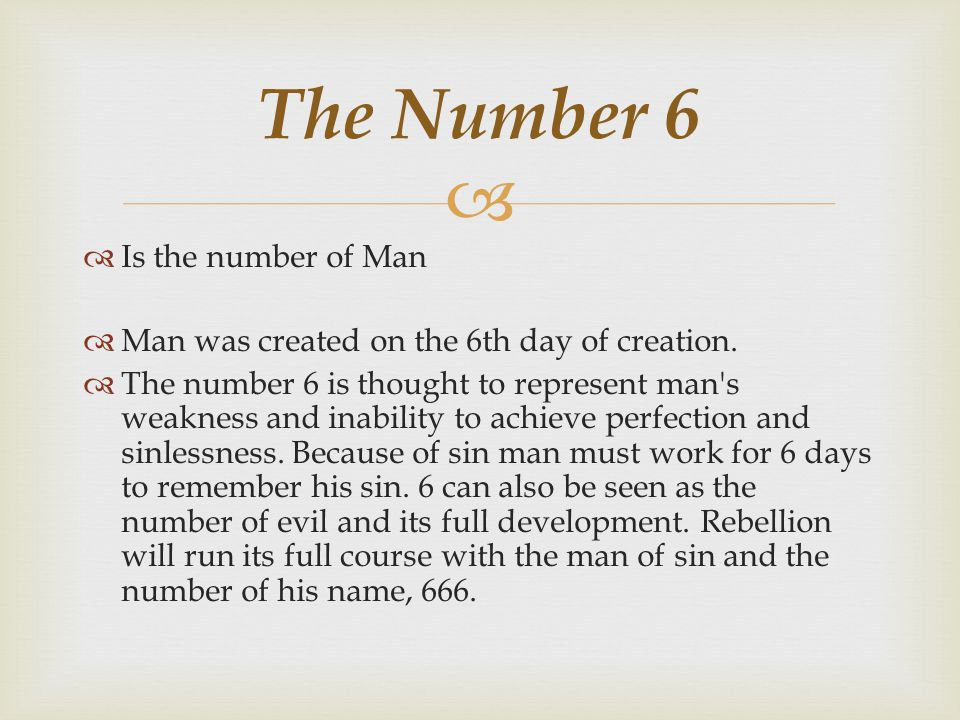 The Number 6
Is the number of Man
Man was created on the 6th day of creation.
The number 6 is thought to represent man's
weakness and inability to achieve perfection and
sinlessness. Because of sin man must work for 6 days
to remember his sin. 6 can also be seen as the
number of evil and its full development. Rebellion
will run its full course with the man of sin and the
number of his name, 666.